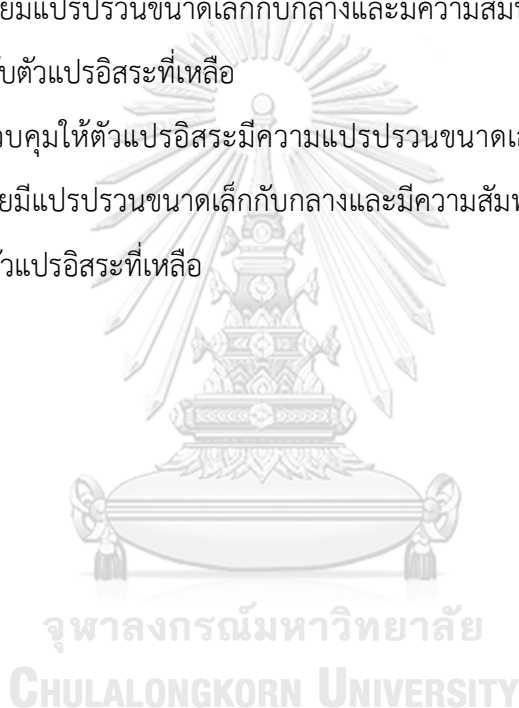 ยมีแปรปรวนขนาดเล็กกับกลางและมีความสัม
ับตัวแปรอิสระที่เหลือ
วบคุมให้ตัวแปรอิสระมีความแปรปรวนขนาดเ
ยมีแปรปรวนขนาดเล็กกับกลางและมีความสัม
ตัวแปรอิสระที่เหลือ
จุฬาลงกรณ์มหาวิทยาลัย
CHULALONGKORN UNIVERSITY